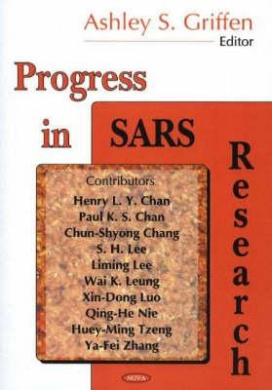 Ashley S. Griffen
Editor
Progress
in SARS
Research
Contributors
Henry L. Y. Chan
Paul K. S. Chan
Chun-Shyong Chang
S. H. Lee
Liming Lee
Wai K. Leung
Xin-Dong Luo
Qing-He Nie
Huey-Ming Tzeng
Ya-Fei Zhang
NOVA